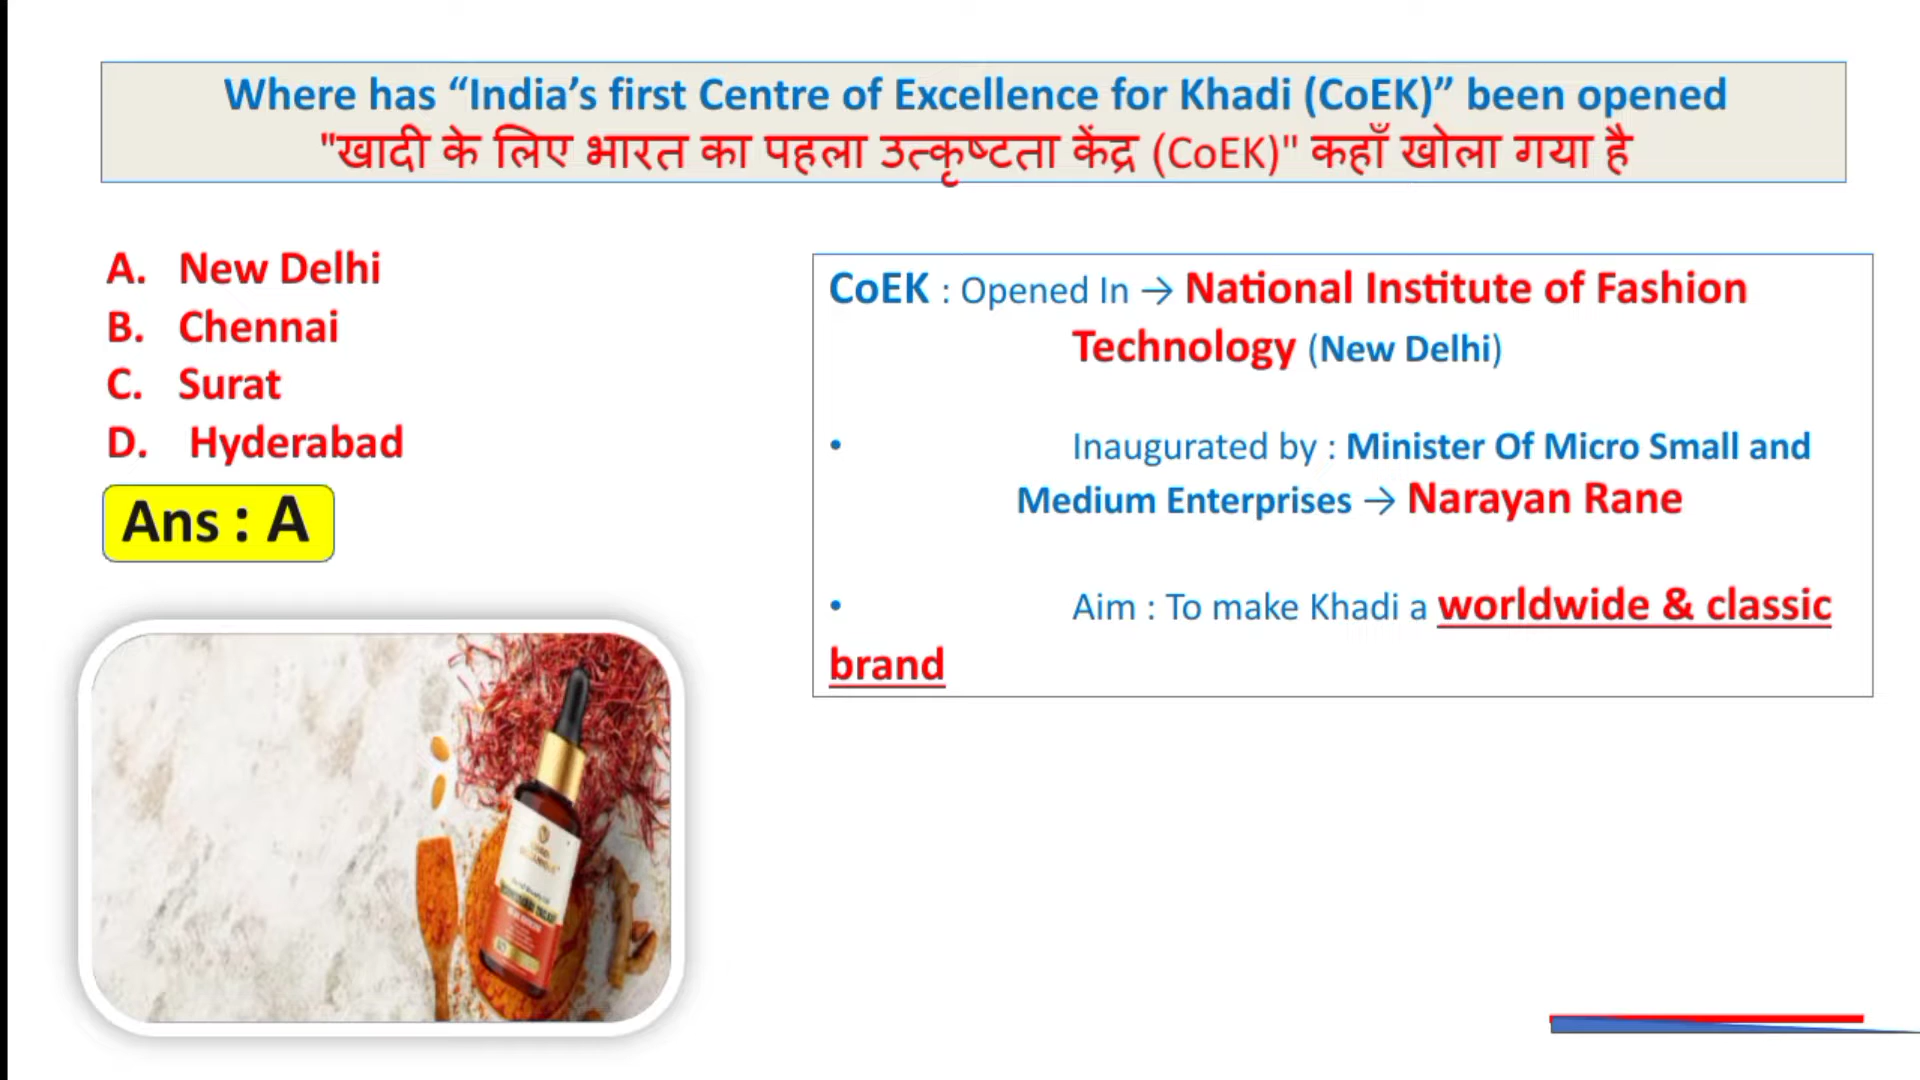 Where has “India’s first Centre of Excellence for Khadi (CoEK)” been opened
"खादी के लिए भारत का पहला उत्कृष्टता केंद्र (CoEK)" कहाँ खोला गया है
A. New Delhi
B. Chennai
C. Surat
D. Hyderabad
Ans : A
CoEK : Opened In → National Institute of Fashion
Technology (New Delhi)
• Inaugurated by : Minister Of Micro Small and
Medium Enterprises → Narayan Rane
• Aim : To make Khadi a worldwide & classic
brand